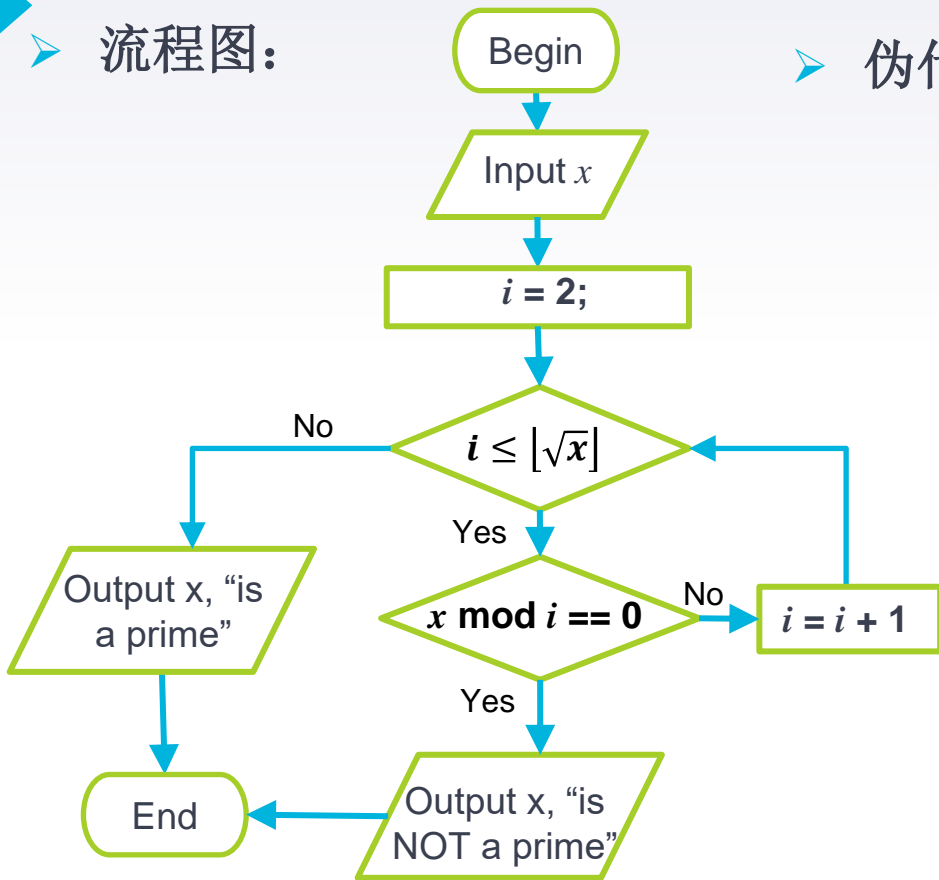 ➢ 流程图：
Begin
➢ 伪
Input x
i = 2;
No
i ≤ ⌊√x⌋
Yes
Output x, “is
a prime”
x mod i == 0
No
i = i + 1
Yes
End
Output x, “is
NOT a prime”